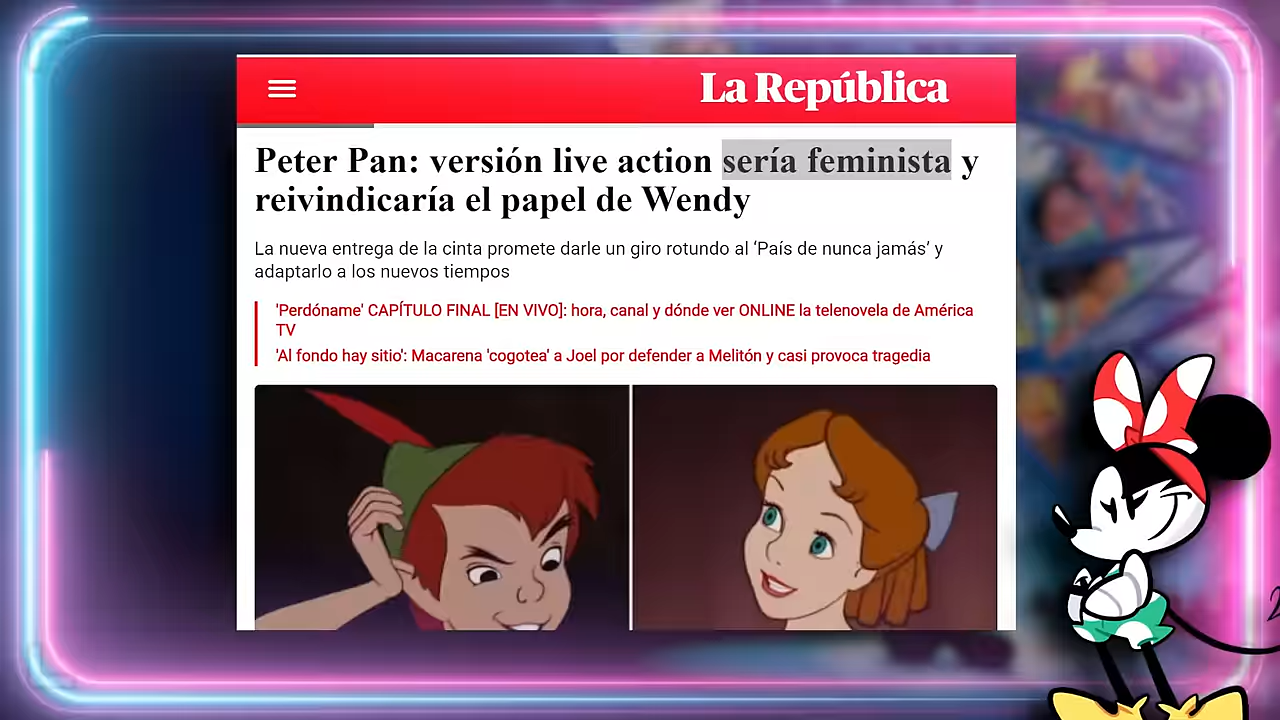 La República
Peter Pan: versión live action sería feminista y
reivindicaría el papel de Wendy
La nueva entrega de la cinta promete darle un giro rotundo al ‘País de nunca jamás’ y
adaptarlo a los nuevos tiempos
'Perdóname' CAPÍTULO FINAL [EN VIVO]: hora, canal y dónde ver ONLINE la telenovela de América
TV
'Al fondo hay sitio': Macarena 'cogotea' a Joel por defender a Melitón y casi provoca tragedia